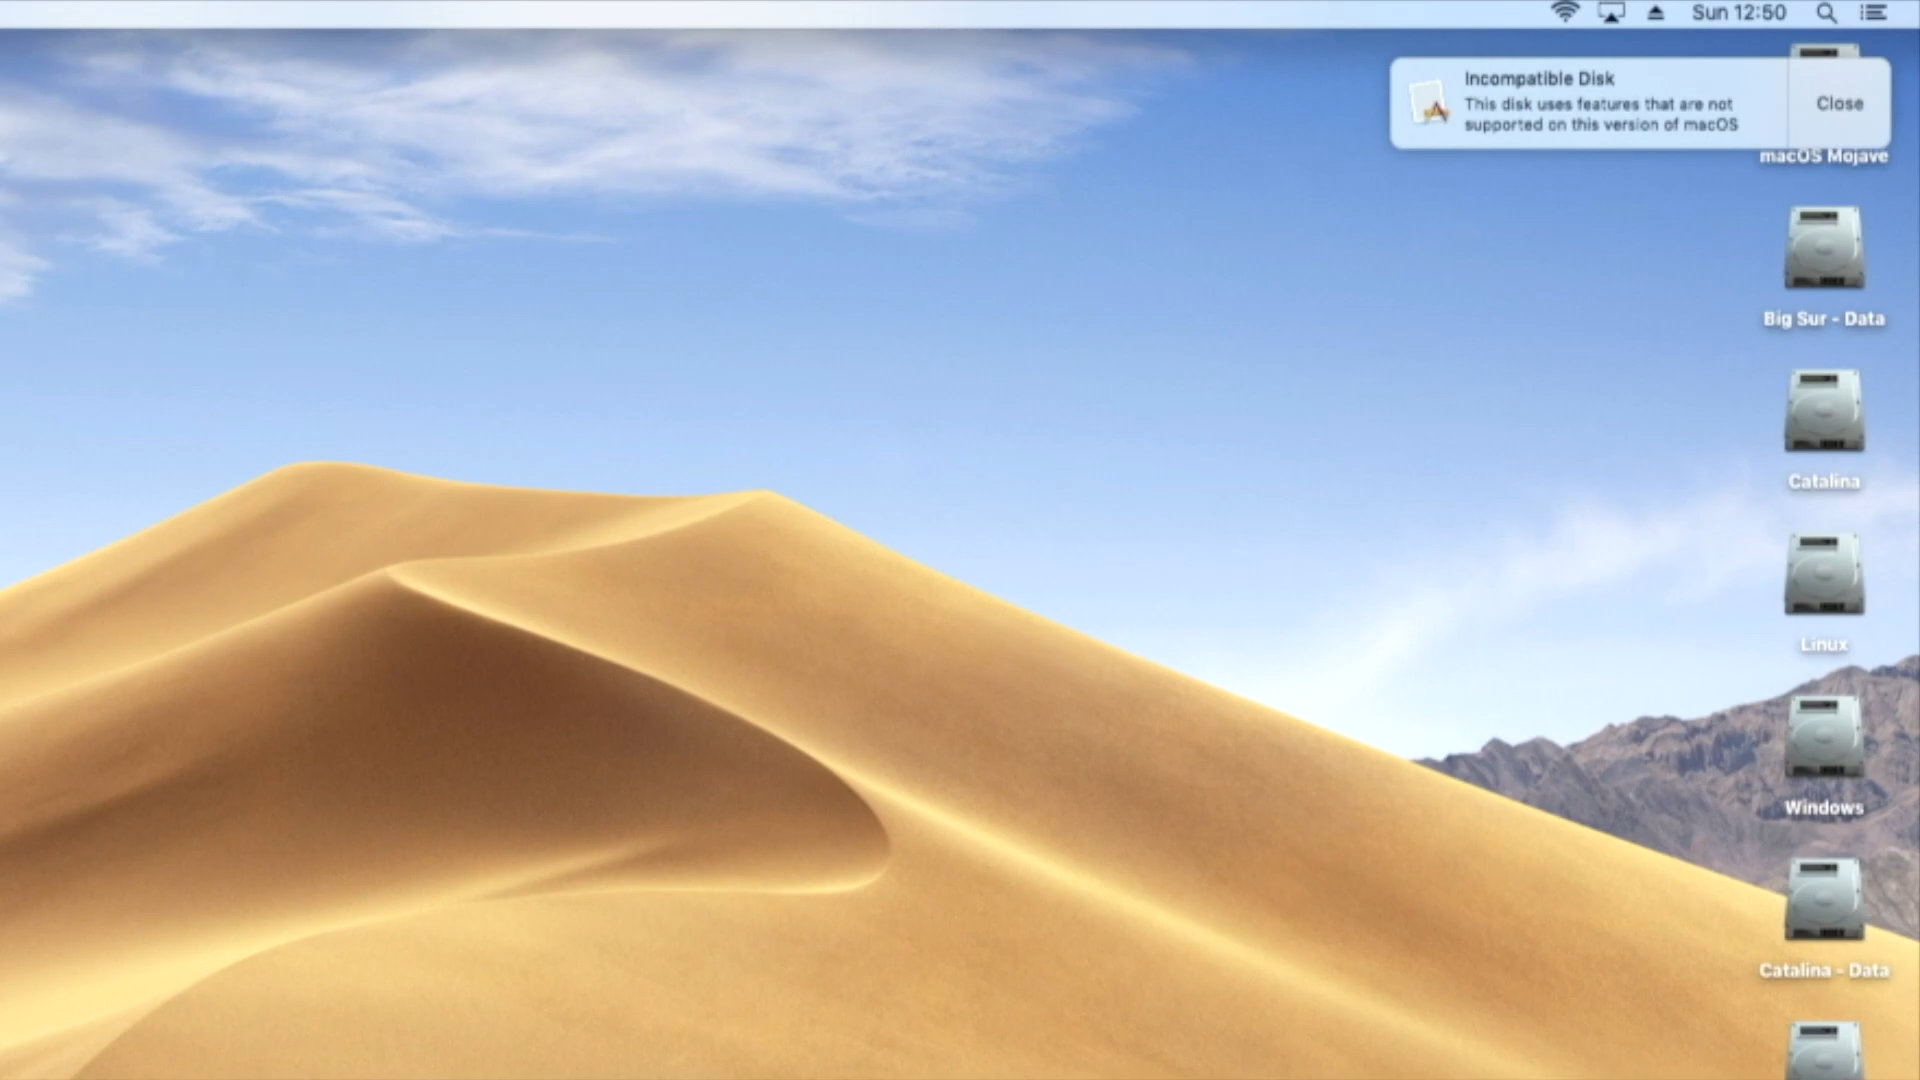 Sun 12:50
Incompatible Disk
This disk uses features that are not
supported on this version of macOS
Close
macOS Mojave
Big Sur - Data
Catalina
Linux
Windows
Catalina - Data